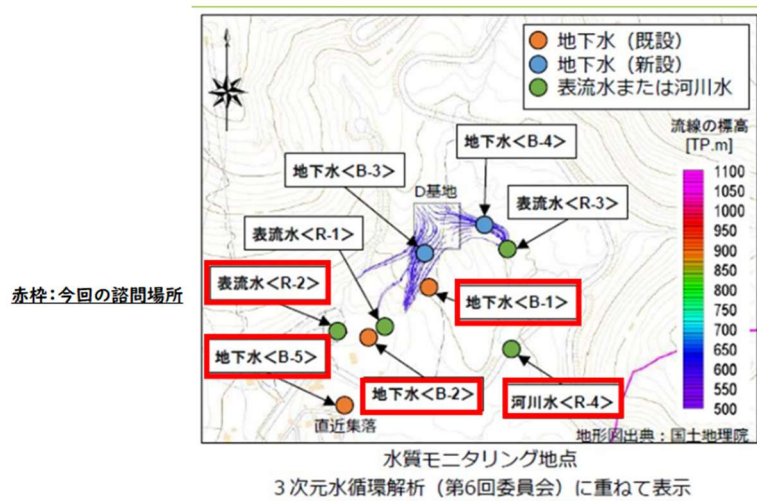 地下水（既設）
地下水（新設）
表流水または河川水
流線の標高
[TP.m]
1100
1050
1000
950
900
850
800
750
700
650
600
550
500
地下水<B-4>
地下水<B-3>
D基地
表流水<R-3>
表流水<R-1>
表流水<R-2>
赤枠：今回の諮問場所
地下水<B-1>
地下水<B-5>
地下水<B-2>
河川水<R-4>
直近集落
地形図出典：国土地理院
水質モニタリング地点
３次元水循環解析（第6回委員会）に重ねて表示